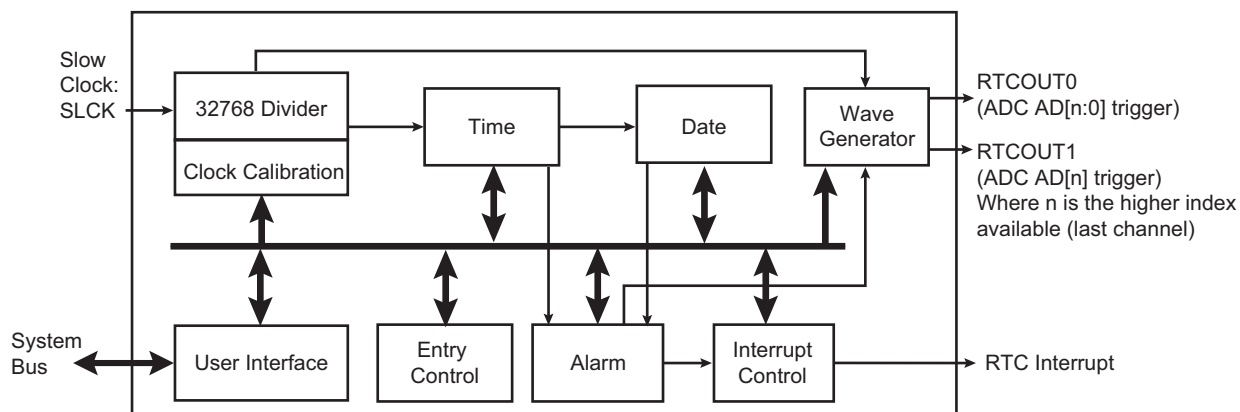 Slow
Clock:
SLCK
32768 Divider
Clock Calibration
Time
Date
Wave
Generator
RTCOUT0
(ADC AD[n:0] trigger)
RTCOUT1
(ADC AD[n] trigger)
Where n is the higher index
available (last channel)
System
Bus
User Interface
Entry
Control
Alarm
Interrupt
Control
RTC Interrupt